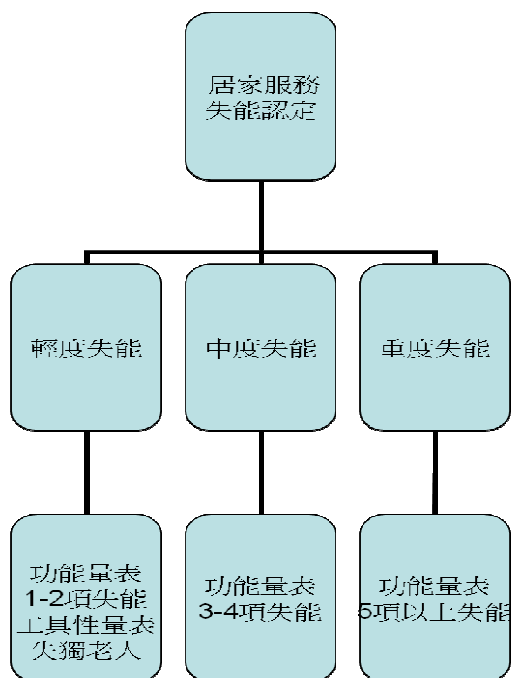 居家服務
失能認定
輕度失能
中度失能
重度失能
功能量表
1-2項失能
工具性量表
失獨老人
功能量表
3-4項失能
功能量表
5項以上失能